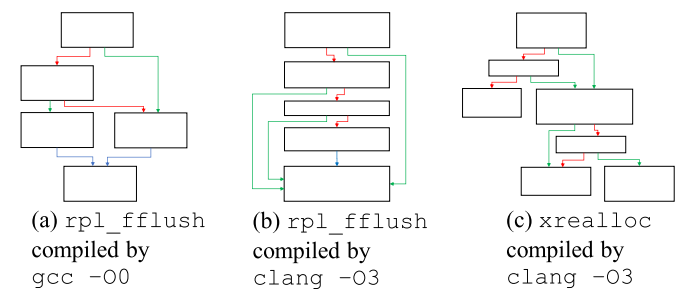 (a) rpl_fflush
compiled by
gcc -O0
(b) rpl_fflush
compiled by
clang -O3
(c) xrealloc
compiled by
clang -O3